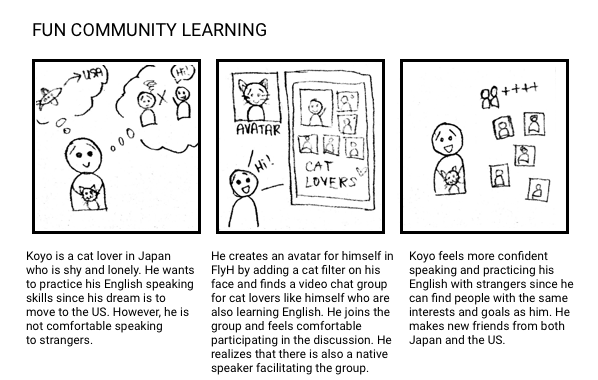 FUN COMMUNITY LEARNING
USA
Hi!
X
AVATAR
Hi!
CAT
LOVERS
++++
Koyo is a cat lover in Japan
who is shy and lonely. He wants
to practice his English speaking
skills since his dream is to
move to the US. However, he is
not comfortable speaking
to strangers.
He creates an avatar for himself in
FlyH by adding a cat filter on his
face and finds a video chat group
for cat lovers like himself who are
also learning English. He joins the
group and feels comfortable
participating in the discussion. He
realizes that there is also a native
speaker facilitating the group.
Koyo feels more confident
speaking and practicing his
English with strangers since he
can find people with the same
interests and goals as him. He
makes new friends from both
Japan and the US.